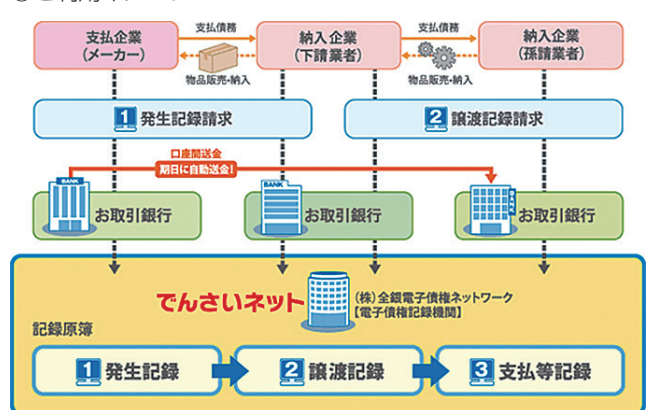 支払企業
(メーカー)
支払債務
物品販売・納入
納入企業
(下請業者)
支払債務
物品販売・納入
納入企業
(孫請業者)
1 発生記録請求
2 譲渡記録請求
口座間送金
期日に自動送金!
BANK
お取引銀行
BANK
お取引銀行
BANK
お取引銀行
でんさいネット
(株)全銀電子債権ネットワーク
【電子債権記録機関】
記録原簿
1 発生記録
2 譲渡記録
3 支払等記録